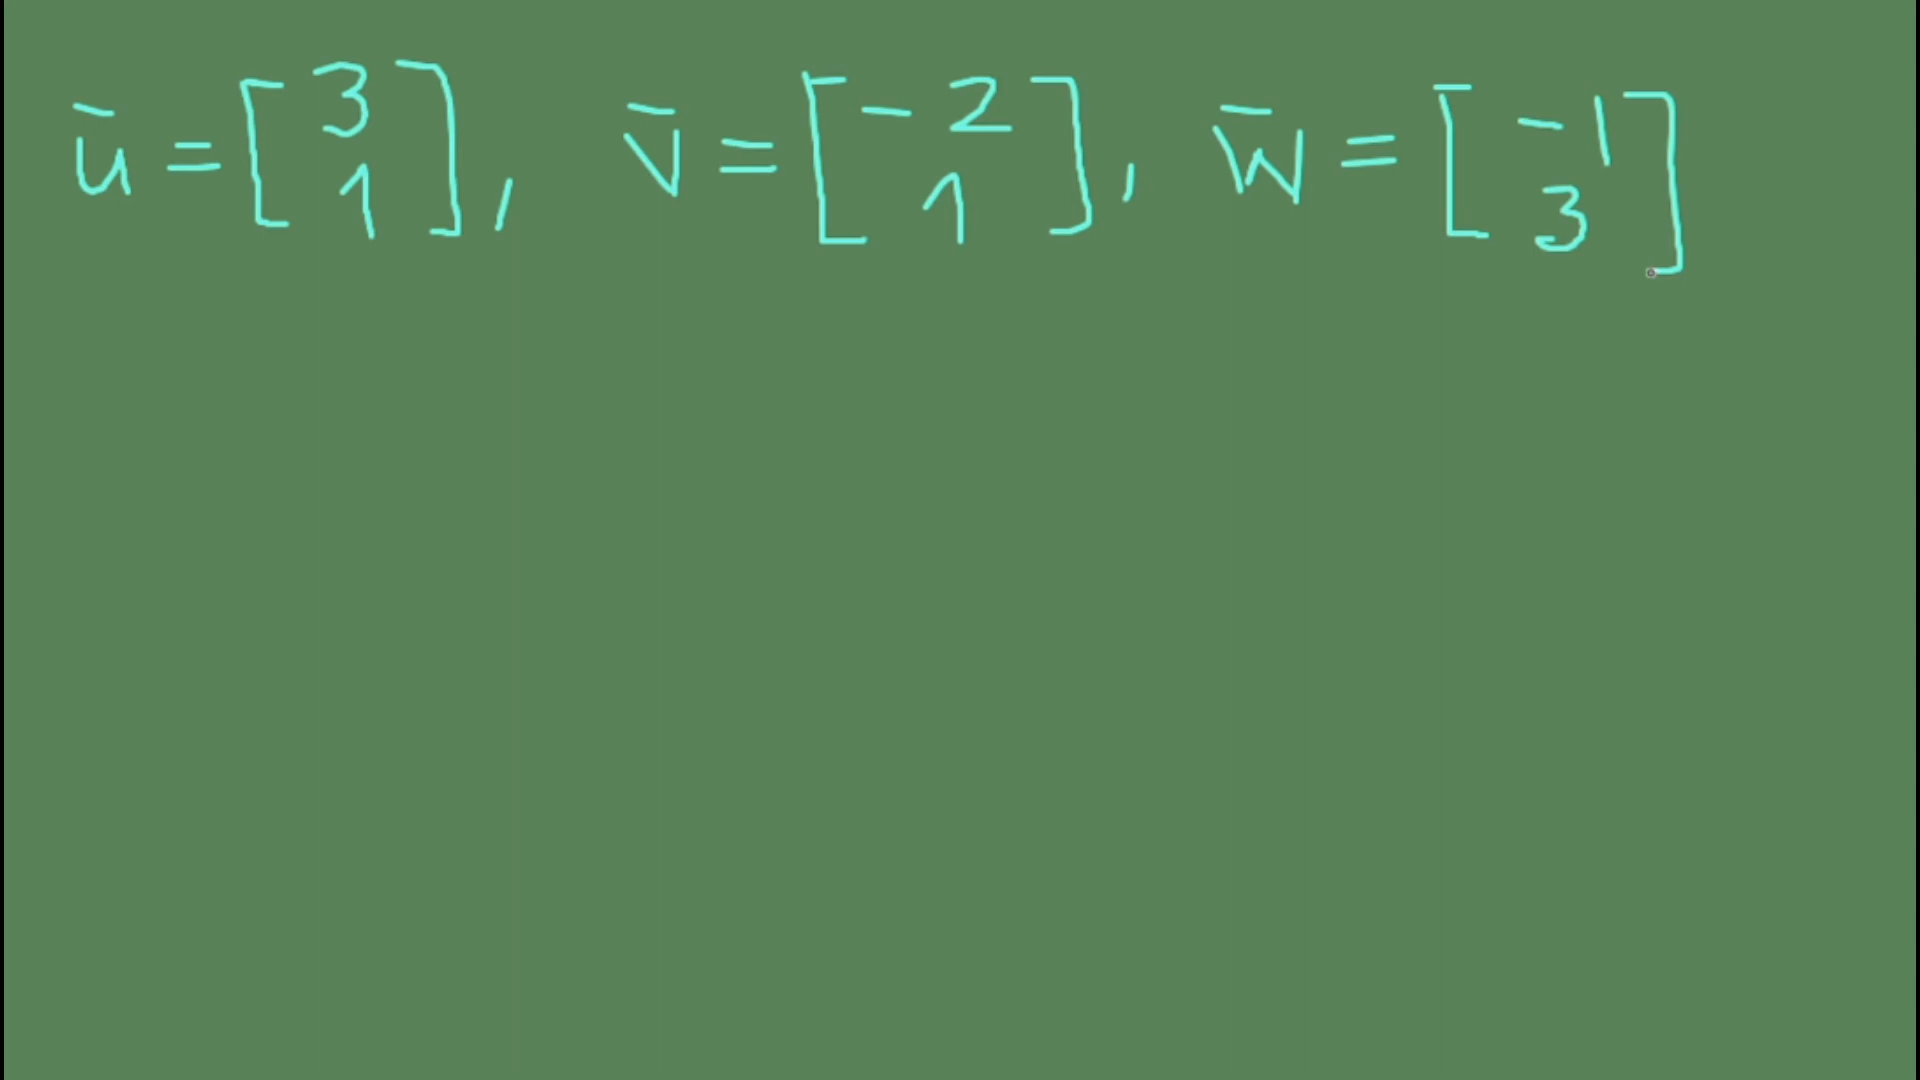 ū = [3 1], v̄ = [-2 1], w̄ = [-1 3]